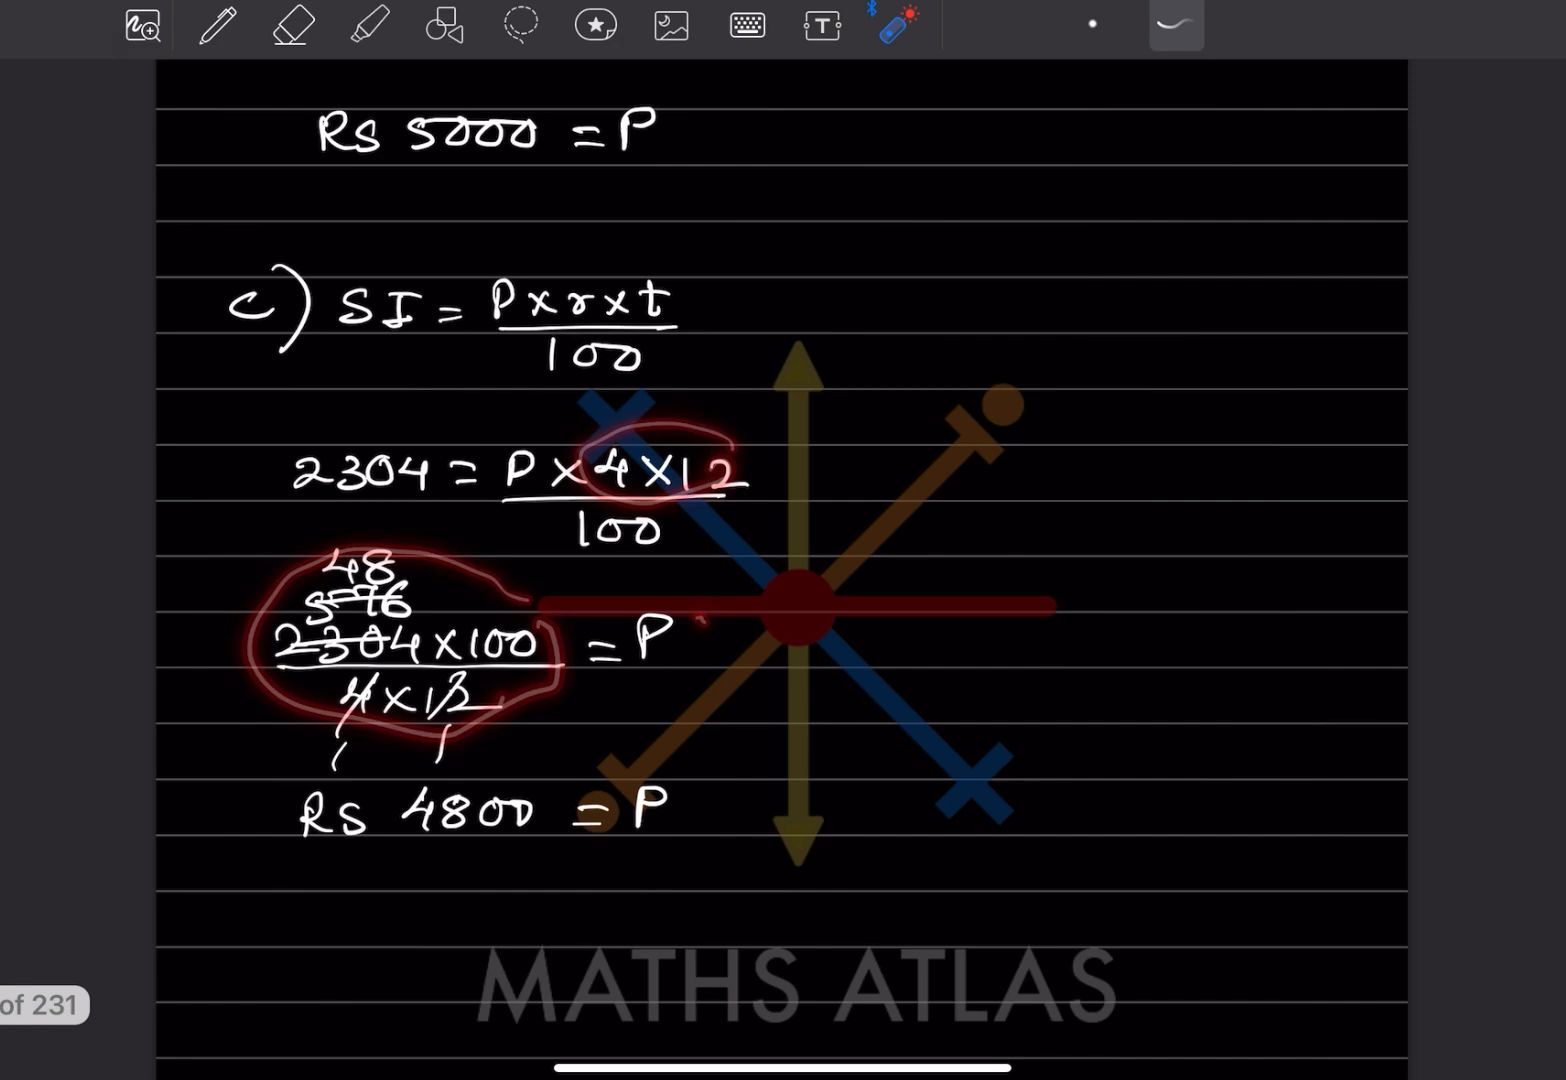 T
Rs 5000 = P
c) SI = P x r x t
100
2304 = P x 4 x 12
100
48
576
2304 x 100 = P
4 x 12
1 1
Rs 4800 = P
MATHS ATLAS
of 231